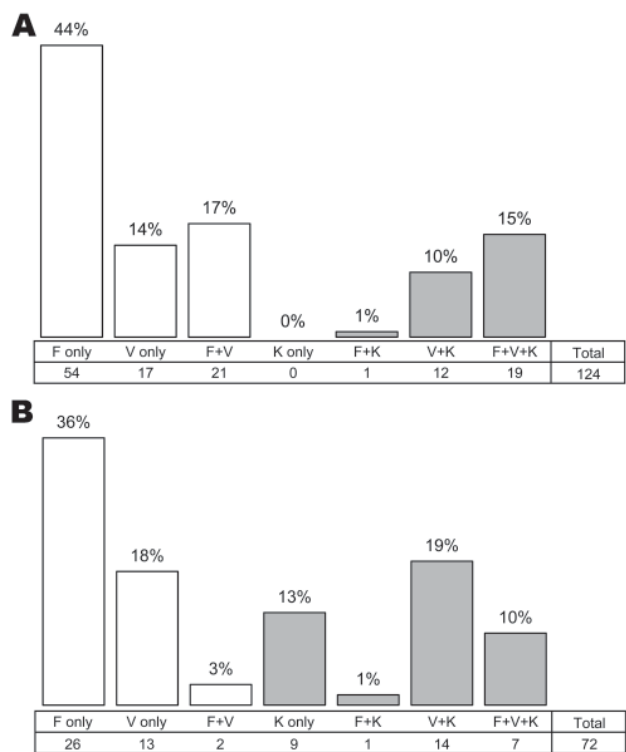 A
44%
17%
15%
14%
10%
1%
0%
F only V only F+V K only F+K V+K F+V+K Total
54 17 21 0 1 12 19 124
B
36%
19%
18%
13%
10%
3%
1%
F only V only F+V K only F+K V+K F+V+K Total
26 13 2 9 1 14 7 72